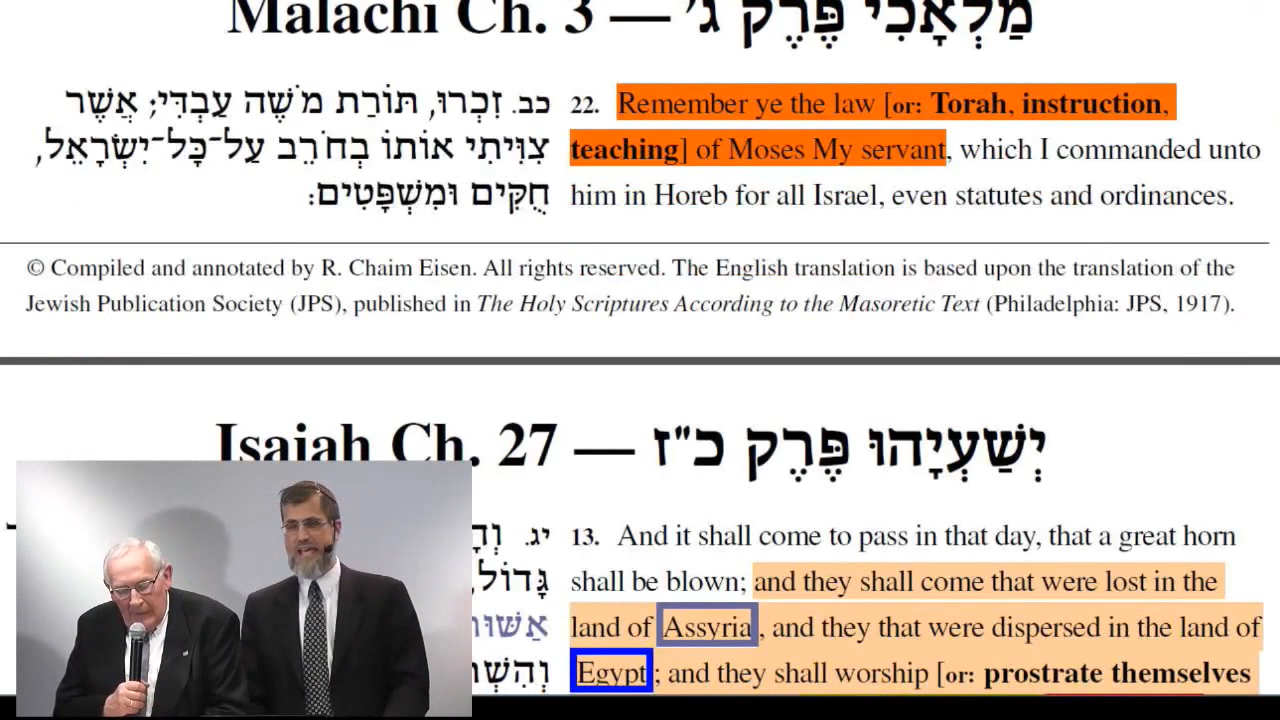 Malachi Ch. 3 — מַלְאָכִי פֶּרֶק ג׳
כב. זִכְרוּ, תּוֹרַת מֹשֶׁה עַבְדִּי; אֲשֶׁר
צִוִּיתִי אוֹתוֹ בְחֹרֵב עַל־כׇּל־יִשְׂרָאֵל,
חֻקִּים וּמִשְׁפָּטִים:
22. Remember ye the law [or: Torah, instruction,
teaching] of Moses My servant, which I commanded unto
him in Horeb for all Israel, even statutes and ordinances.
© Compiled and annotated by R. Chaim Eisen. All rights reserved. The English translation is based upon the translation of the
Jewish Publication Society (JPS), published in The Holy Scriptures According to the Masoretic Text (Philadelphia: JPS, 1917).
Isaiah Ch. 27 — יְשַׁעְיָהוּ פֶּרֶק כ״ז
יג.
גָּדוֹל,
13. And it shall come to pass in that day, that a great horn
shall be blown; and they shall come that were lost in the
land of Assyria, and they that were dispersed in the land of
Egypt; and they shall worship [or: prostrate themselves